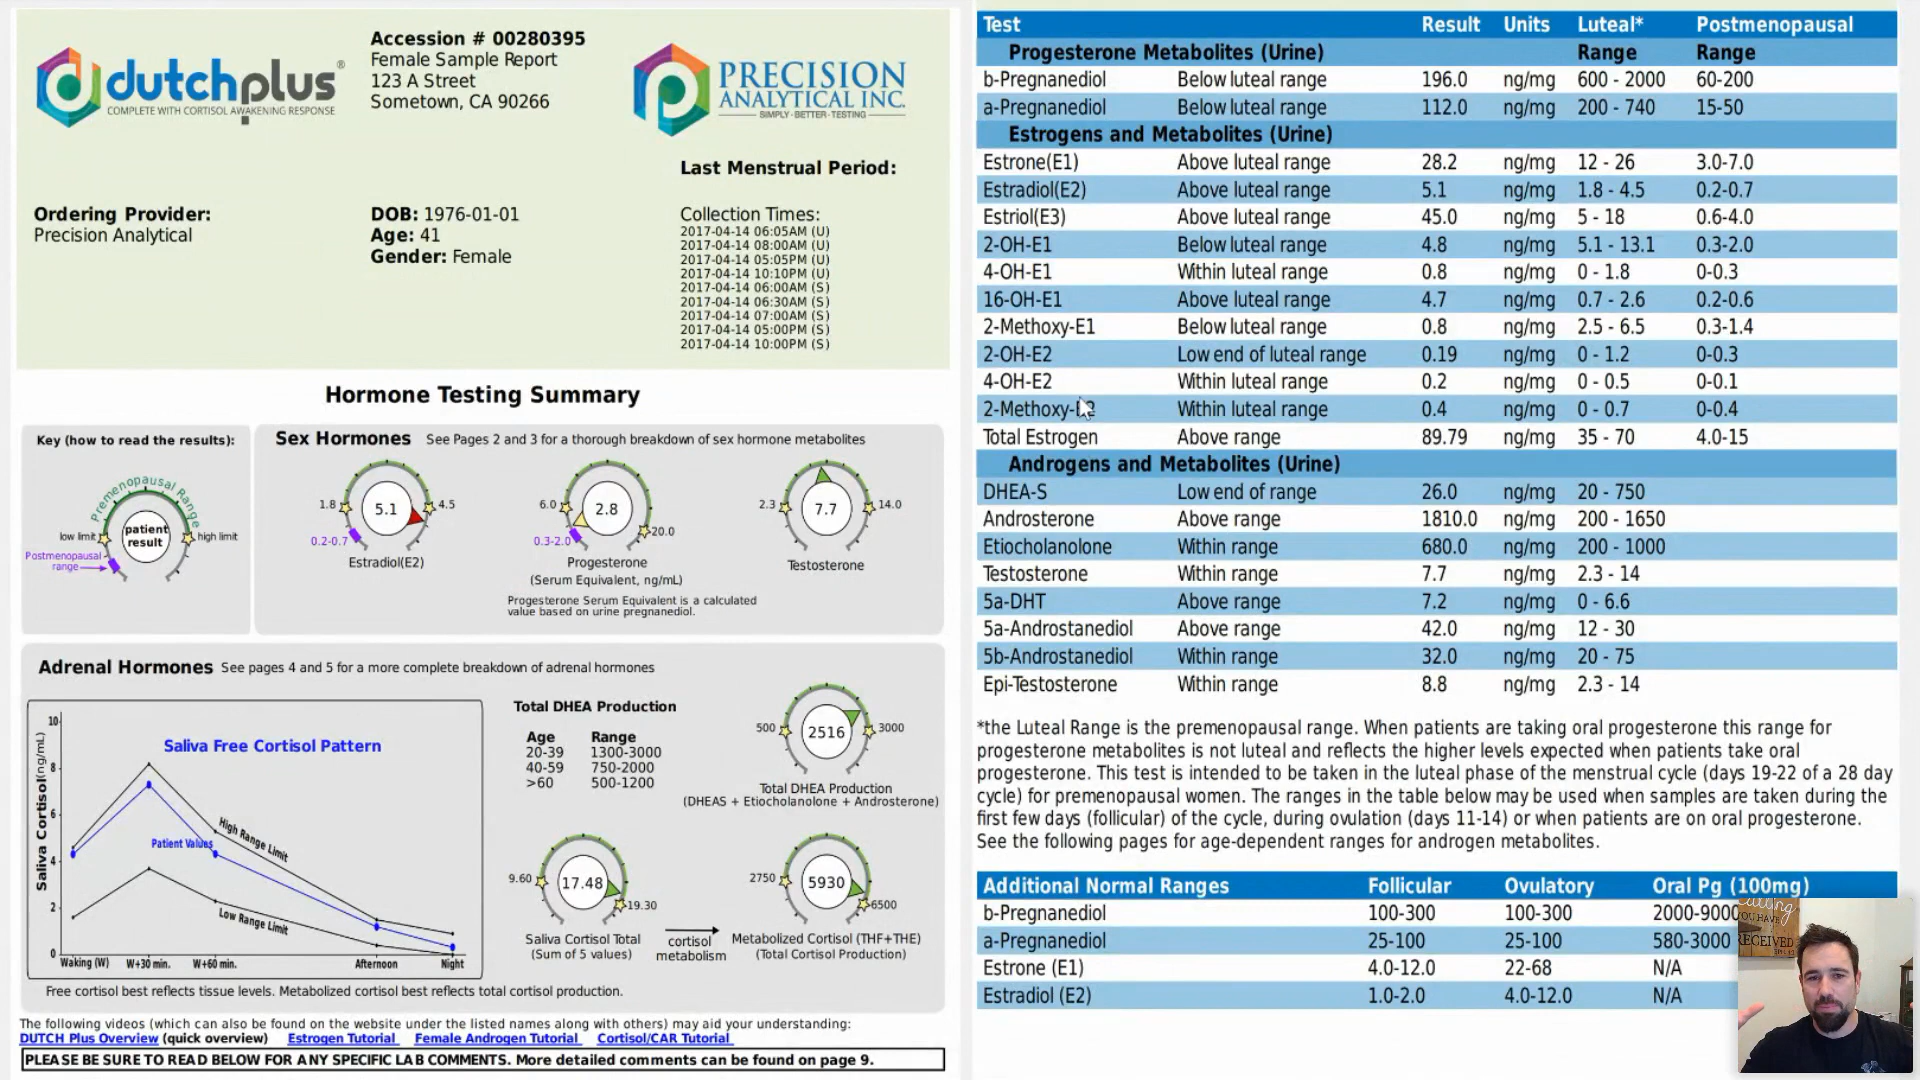 dutchplus®
COMPLETE WITH CORTISOL AWAKENING RESPONSE
Accession # 00280395
Female Sample Report
123 A Street
Sometown, CA 90266
PRECISION
ANALYTICAL INC.
SIMPLY · BETTER · TESTING
Last Menstrual Period:
Ordering Provider:
Precision Analytical
DOB: 1976-01-01
Age: 41
Gender: Female
Collection Times:
2017-04-14 06:05AM (U)
2017-04-14 08:00AM (U)
2017-04-14 05:05PM (U)
2017-04-14 10:10PM (U)
2017-04-14 06:00AM (S)
2017-04-14 06:30AM (S)
2017-04-14 07:00AM (S)
2017-04-14 05:00PM (S)
2017-04-14 10:00PM (S)
Hormone Testing Summary
Key (how to read the results):
Premenopausal Range
patient
result
low limit
high limit
Postmenopausal
range
Sex Hormones See Pages 2 and 3 for a thorough breakdown of sex hormone metabolites
1.8 5.1 4.5
0.2-0.7
Estradiol(E2)
6.0 2.8 20.0
0.3-2.0
Progesterone
(Serum Equivalent, ng/mL)
2.3 7.7 14.0
Testosterone
Progesterone Serum Equivalent is a calculated
value based on urine pregnanediol.
Adrenal Hormones See pages 4 and 5 for a more complete breakdown of adrenal hormones
Saliva Free Cortisol Pattern
Saliva Cortisol(ng/mL)
10
8
6
4
2
0
High Range Limit
Patient Values
Low Range Limit
Waking (W) W+30 min. W+60 min. Afternoon Night
Total DHEA Production
Age Range
20-39 1300-3000
40-59 750-2000
>60 500-1200
500 2516 3000
Total DHEA Production
(DHEAS + Etiocholanolone + Androsterone)
9.60 17.48 19.30
Saliva Cortisol Total
(Sum of 5 values)
cortisol
metabolism
2750 5930 6500
Metabolized Cortisol (THF+THE)
(Total Cortisol Production)
Free cortisol best reflects tissue levels. Metabolized cortisol best reflects total cortisol production.
The following videos (which can also be found on the website under the listed names along with others) may aid your understanding:
DUTCH Plus Overview (quick overview) Estrogen Tutorial Female Androgen Tutorial Cortisol/CAR Tutorial
PLEASE BE SURE TO READ BELOW FOR ANY SPECIFIC LAB COMMENTS. More detailed comments can be found on page 9.
Test Result Units Luteal* Postmenopausal
Progesterone Metabolites (Urine) Range Range
b-Pregnanediol Below luteal range 196.0 ng/mg 600 - 2000 60-200
a-Pregnanediol Below luteal range 112.0 ng/mg 200 - 740 15-50
Estrogens and Metabolites (Urine)
Estrone(E1) Above luteal range 28.2 ng/mg 12 - 26 3.0-7.0
Estradiol(E2) Above luteal range 5.1 ng/mg 1.8 - 4.5 0.2-0.7
Estriol(E3) Above luteal range 45.0 ng/mg 5 - 18 0.6-4.0
2-OH-E1 Below luteal range 4.8 ng/mg 5.1 - 13.1 0.3-2.0
4-OH-E1 Within luteal range 0.8 ng/mg 0 - 1.8 0-0.3
16-OH-E1 Above luteal range 4.7 ng/mg 0.7 - 2.6 0.2-0.6
2-Methoxy-E1 Below luteal range 0.8 ng/mg 2.5 - 6.5 0.3-1.4
2-OH-E2 Low end of luteal range 0.19 ng/mg 0 - 1.2 0-0.3
4-OH-E2 Within luteal range 0.2 ng/mg 0 - 0.5 0-0.1
2-Methoxy-E2 Within luteal range 0.4 ng/mg 0 - 0.7 0-0.4
Total Estrogen Above range 89.79 ng/mg 35 - 70 4.0-15
Androgens and Metabolites (Urine)
DHEA-S Low end of range 26.0 ng/mg 20 - 750
Androsterone Above range 1810.0 ng/mg 200 - 1650
Etiocholanolone Within range 680.0 ng/mg 200 - 1000
Testosterone Within range 7.7 ng/mg 2.3 - 14
5a-DHT Above range 7.2 ng/mg 0 - 6.6
5a-Androstanediol Above range 42.0 ng/mg 12 - 30
5b-Androstanediol Within range 32.0 ng/mg 20 - 75
Epi-Testosterone Within range 8.8 ng/mg 2.3 - 14
*the Luteal Range is the premenopausal range. When patients are taking oral progesterone this range for
progesterone metabolites is not luteal and reflects the higher levels expected when patients take oral
progesterone. This test is intended to be taken in the luteal phase of the menstrual cycle (days 19-22 of a 28 day
cycle) for premenopausal women. The ranges in the table below may be used when samples are taken during the
first few days (follicular) of the cycle, during ovulation (days 11-14) or when patients are on oral progesterone.
See the following pages for age-dependent ranges for androgen metabolites.
Additional Normal Ranges Follicular Ovulatory Oral Pg (100mg)
b-Pregnanediol 100-300 100-300 2000-9000
a-Pregnanediol 25-100 25-100 580-3000
Estrone (E1) 4.0-12.0 22-68 N/A
Estradiol (E2) 1.0-2.0 4.0-12.0 N/A
YOU HAVE
RECEIVED